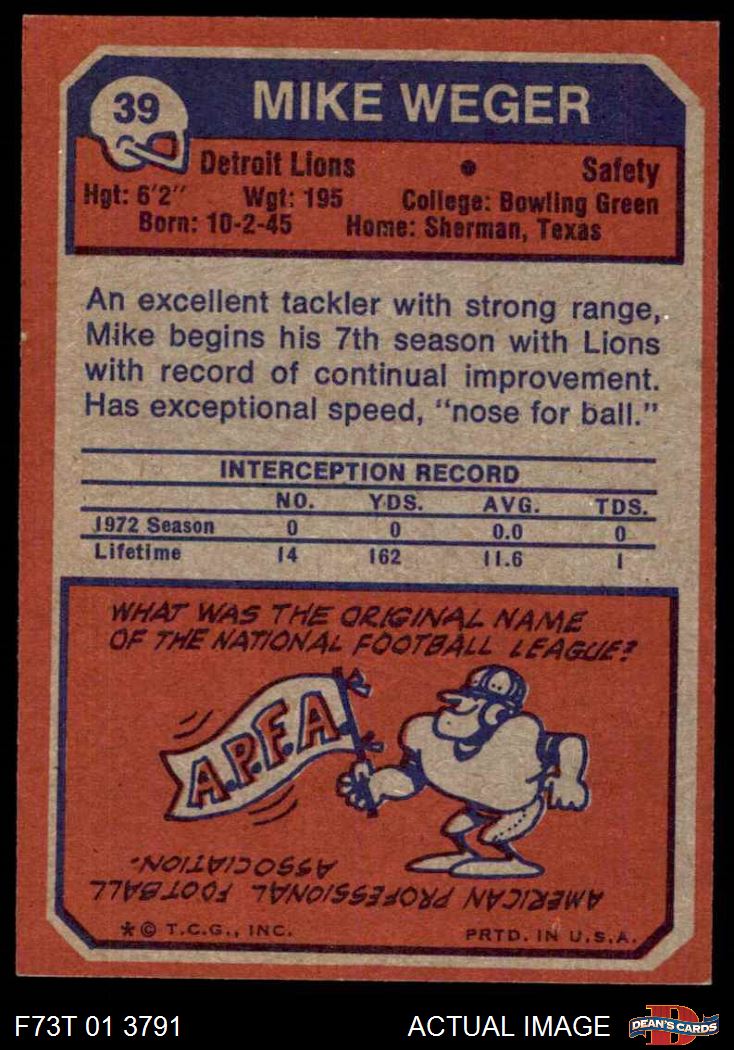 39
MIKE WEGER
Detroit Lions • Safety
Hgt: 6'2" Wgt: 195 College: Bowling Green
Born: 10-2-45 Home: Sherman, Texas
An excellent tackler with strong range,
Mike begins his 7th season with Lions
with record of continual improvement.
Has exceptional speed, "nose for ball."
INTERCEPTION RECORD
NO. YDS. AVG. TDS.
1972 Season 0 0 0.0 0
Lifetime 14 162 11.6 1
WHAT WAS THE ORIGINAL NAME
OF THE NATIONAL FOOTBALL LEAGUE?
A.P.F.A.
AMERICAN PROFESSIONAL FOOTBALL
ASSOCIATION.
*© T.C.G., INC. PRTD. IN U.S.A.
F73T 01 3791 ACTUAL IMAGE
D
DEAN'S CARDS